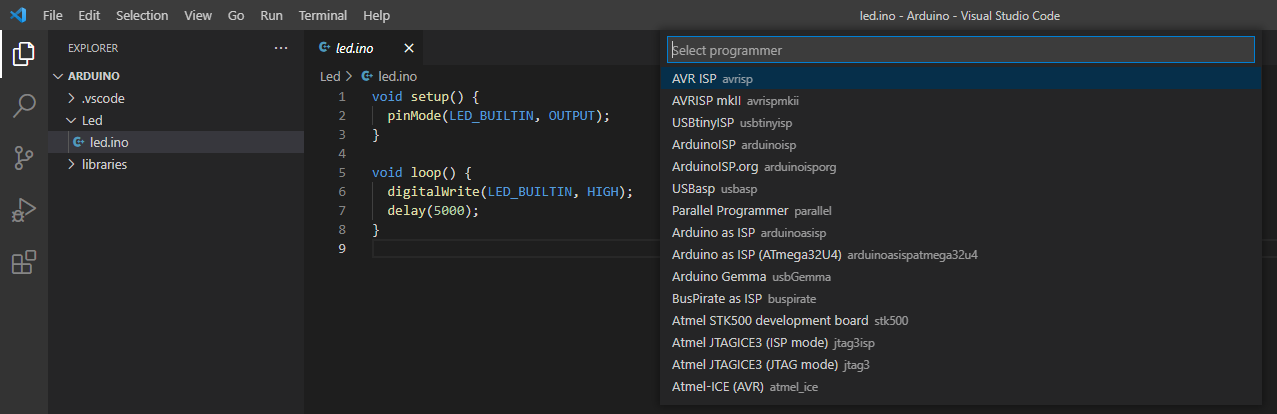 File Edit Selection View Go Run Terminal Help
led.ino - Arduino - Visual Studio Code
EXPLORER
ARDUINO
.vscode
Led
led.ino
libraries
led.ino
Led > led.ino
1 void setup() {
2 pinMode(LED_BUILTIN, OUTPUT);
3 }
4
5 void loop() {
6 digitalWrite(LED_BUILTIN, HIGH);
7 delay(5000);
8 }
9
Select programmer
AVR ISP avrisp
AVRISP mkII avrispmkii
USBtinyISP usbtinyisp
ArduinoISP arduinoisp
ArduinoISP.org arduinoisporg
USBasp usbasp
Parallel Programmer parallel
Arduino as ISP arduinoasisp
Arduino as ISP (ATmega32U4) arduinoasispatmega32u4
Arduino Gemma usbGemma
BusPirate as ISP buspirate
Atmel STK500 development board stk500
Atmel JTAGICE3 (ISP mode) jtag3isp
Atmel JTAGICE3 (JTAG mode) jtag3
Atmel-ICE (AVR) atmel_ice